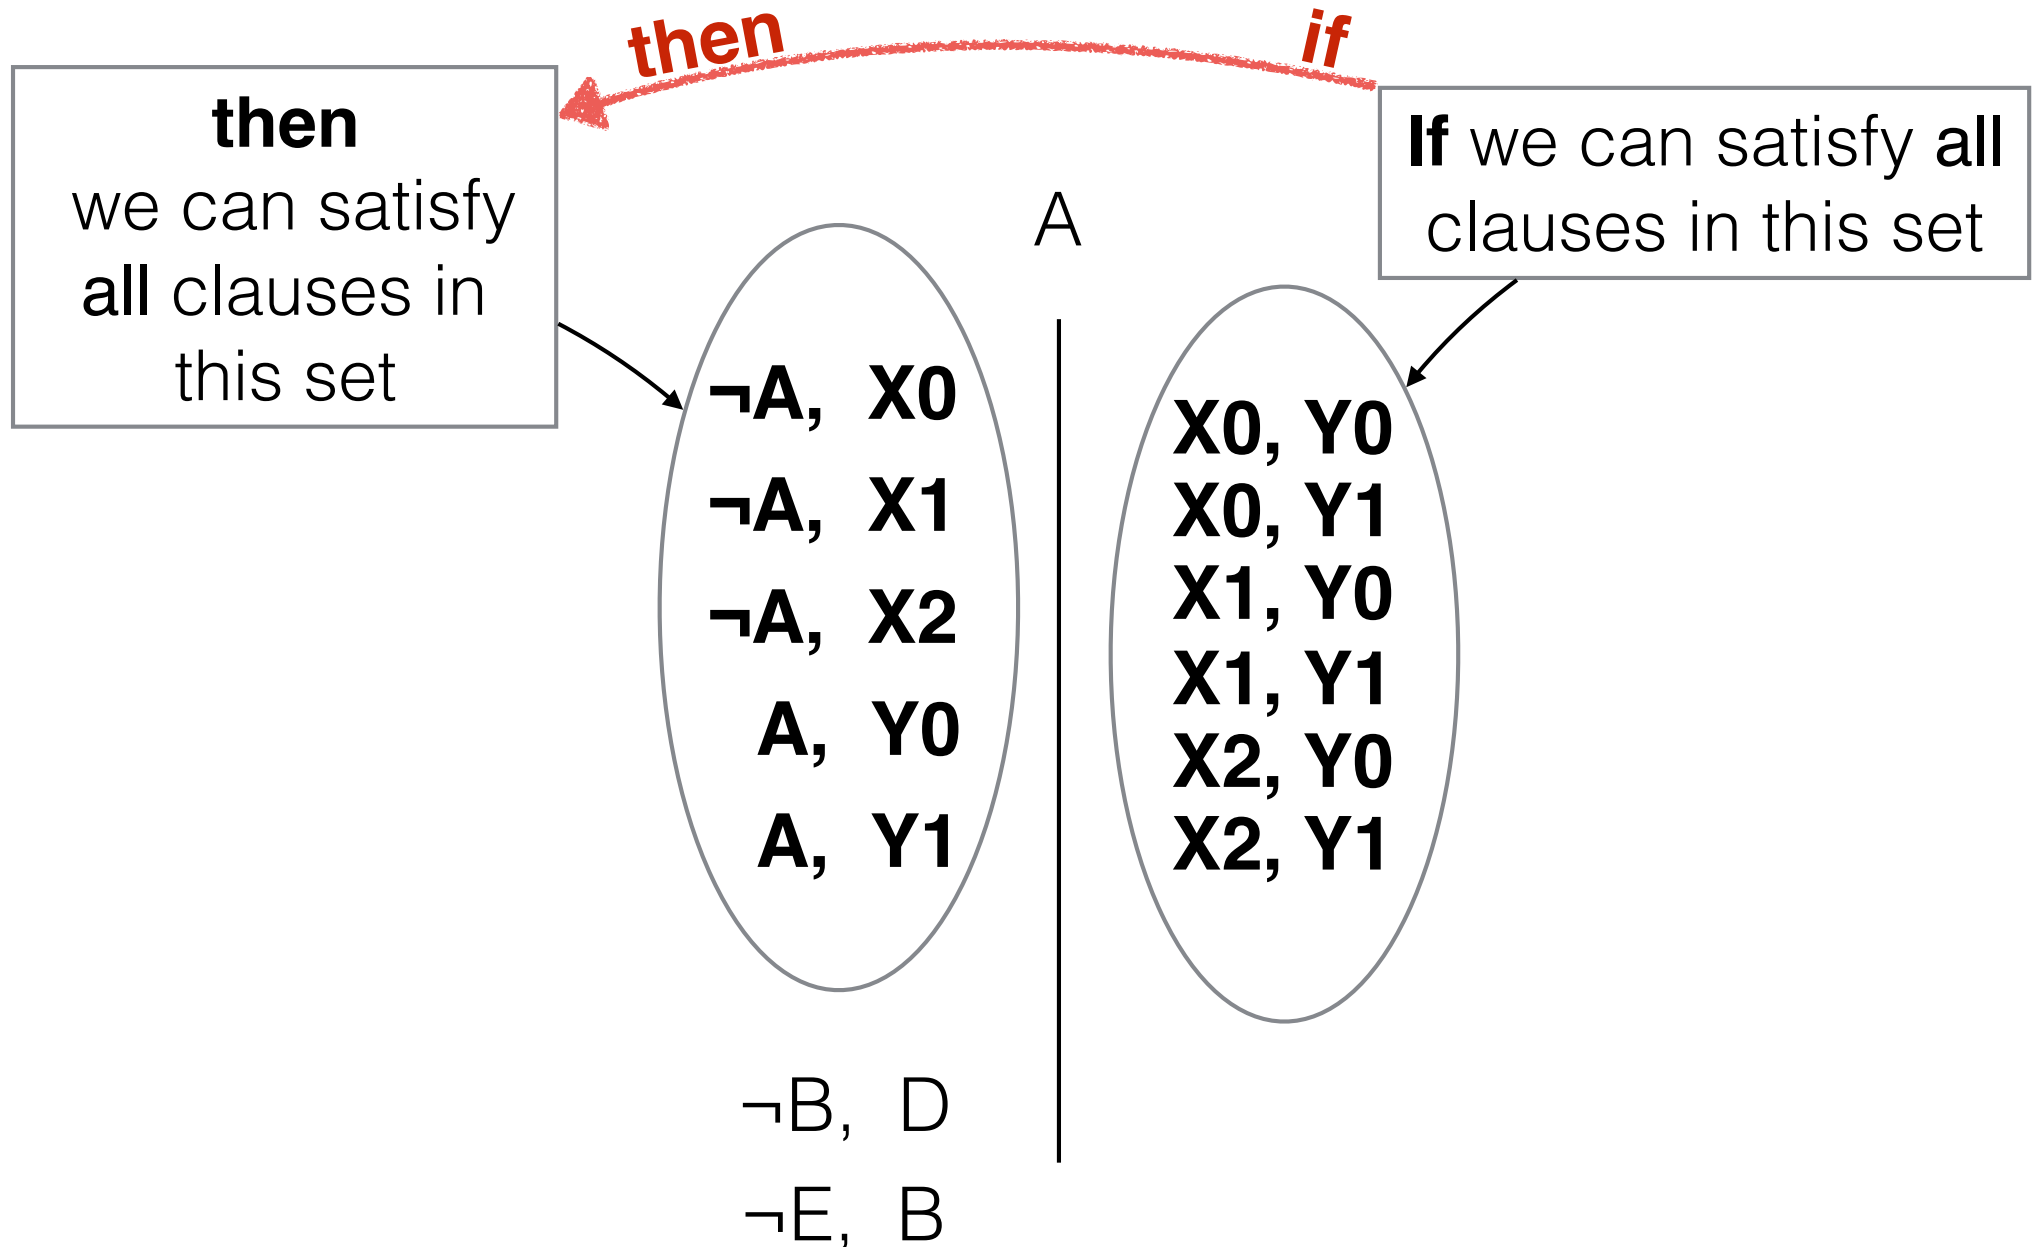 then
if
then
we can satisfy
all clauses in
this set
If we can satisfy all
clauses in this set
A
¬A, X0
¬A, X1
¬A, X2
A, Y0
A, Y1
X0, Y0
X0, Y1
X1, Y0
X1, Y1
X2, Y0
X2, Y1
¬B, D
¬E, B